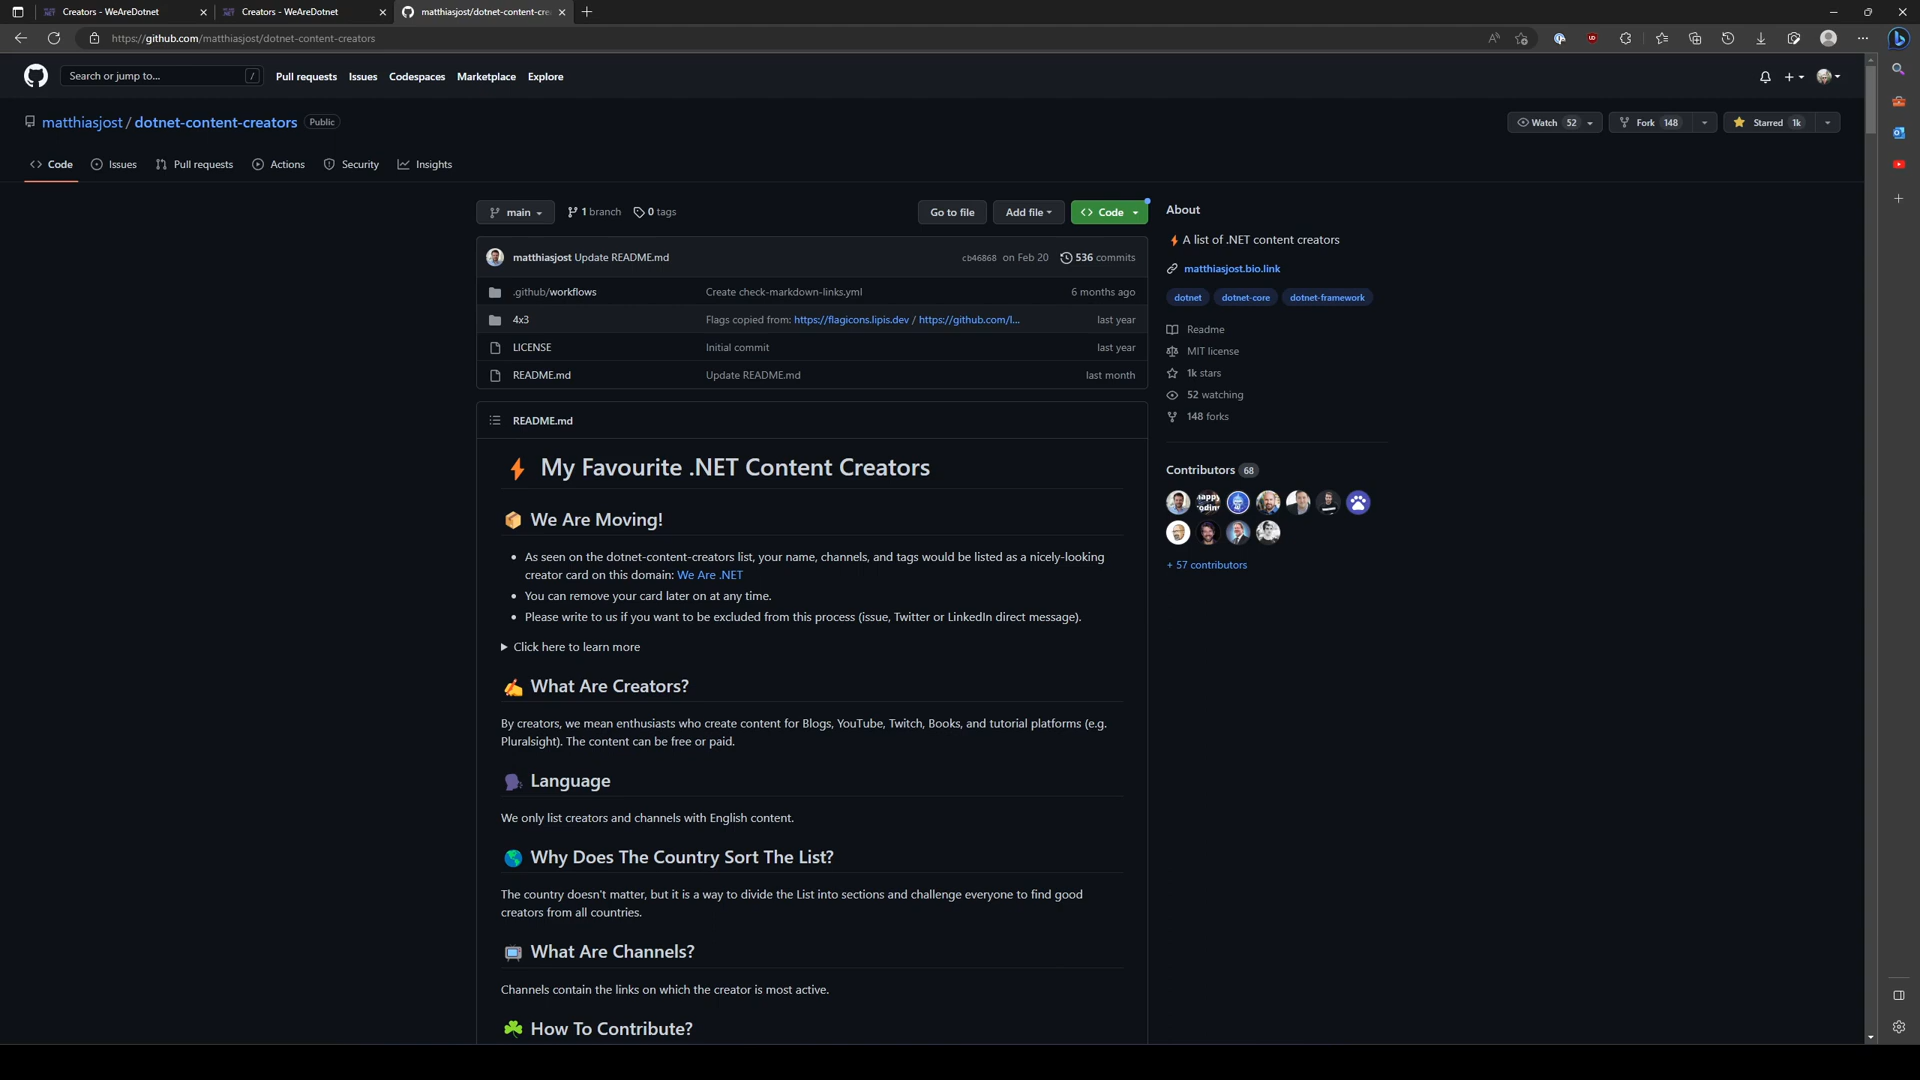 Creators - WeAreDotnet
Creators - WeAreDotnet
matthiasjost/dotnet-content-cre
https://github.com/matthiasjost/dotnet-content-creators
Search or jump to...
/
Pull requests
Issues
Codespaces
Marketplace
Explore
matthiasjost / dotnet-content-creators
Public
Watch 52
Fork 148
Starred 1k
Code
Issues
Pull requests
Actions
Security
Insights
main
1 branch
0 tags
Go to file
Add file
Code
matthiasjost Update README.md
cb46868 on Feb 20
536 commits
.github/workflows
Create check-markdown-links.yml
6 months ago
4x3
Flags copied from: https://flagicons.lipis.dev / https://github.com/l...
last year
LICENSE
Initial commit
last year
README.md
Update README.md
last month
README.md
My Favourite .NET Content Creators
We Are Moving!
As seen on the dotnet-content-creators list, your name, channels, and tags would be listed as a nicely-looking
creator card on this domain: We Are .NET
You can remove your card later on at any time.
Please write to us if you want to be excluded from this process (issue, Twitter or LinkedIn direct message).
Click here to learn more
What Are Creators?
By creators, we mean enthusiasts who create content for Blogs, YouTube, Twitch, Books, and tutorial platforms (e.g.
Pluralsight). The content can be free or paid.
Language
We only list creators and channels with English content.
Why Does The Country Sort The List?
The country doesn't matter, but it is a way to divide the List into sections and challenge everyone to find good
creators from all countries.
What Are Channels?
Channels contain the links on which the creator is most active.
How To Contribute?
About
A list of .NET content creators
matthiasjost.bio.link
dotnet
dotnet-core
dotnet-framework
Readme
MIT license
1k stars
52 watching
148 forks
Contributors 68
+ 57 contributors